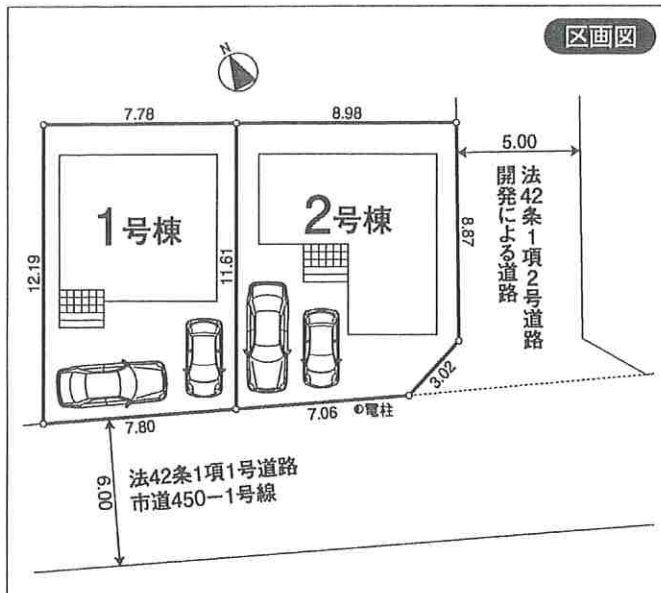 区画図
N
7.78
8.98
5.00
法42条1項2号道路
開発による道路
1号棟
2号棟
12.19
11.61
8.87
3.02
7.80
7.06
電柱
6.00
法42条1項1号道路
市道450－1号線